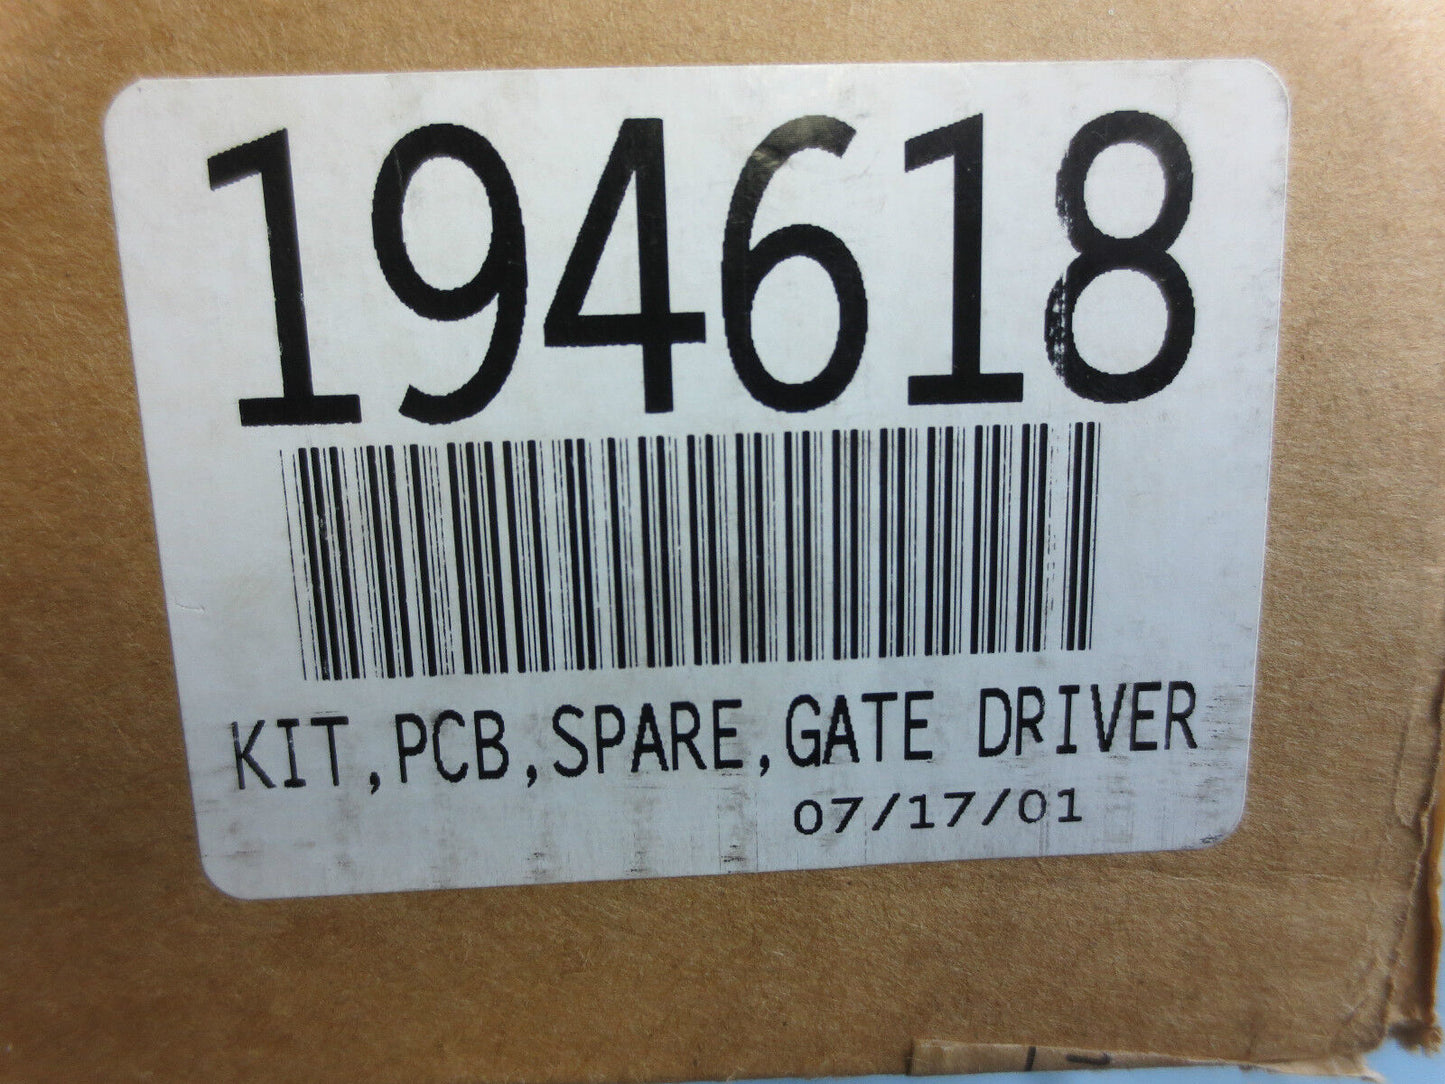 194618
KIT,PCB,SPARE,GATE DRIVER
07/17/01